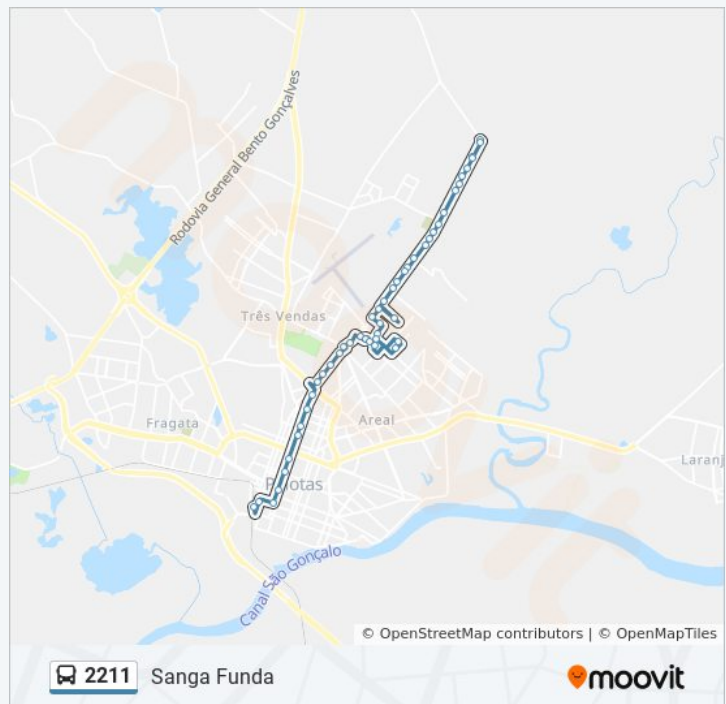 Rodovia General Bento Gonçalves
Três Vendas
Fragata
Areal
Pelotas
Laranj
Canal São Gonçalo
© OpenStreetMap contributors | © OpenMapTiles
2211 Sanga Funda
moovit